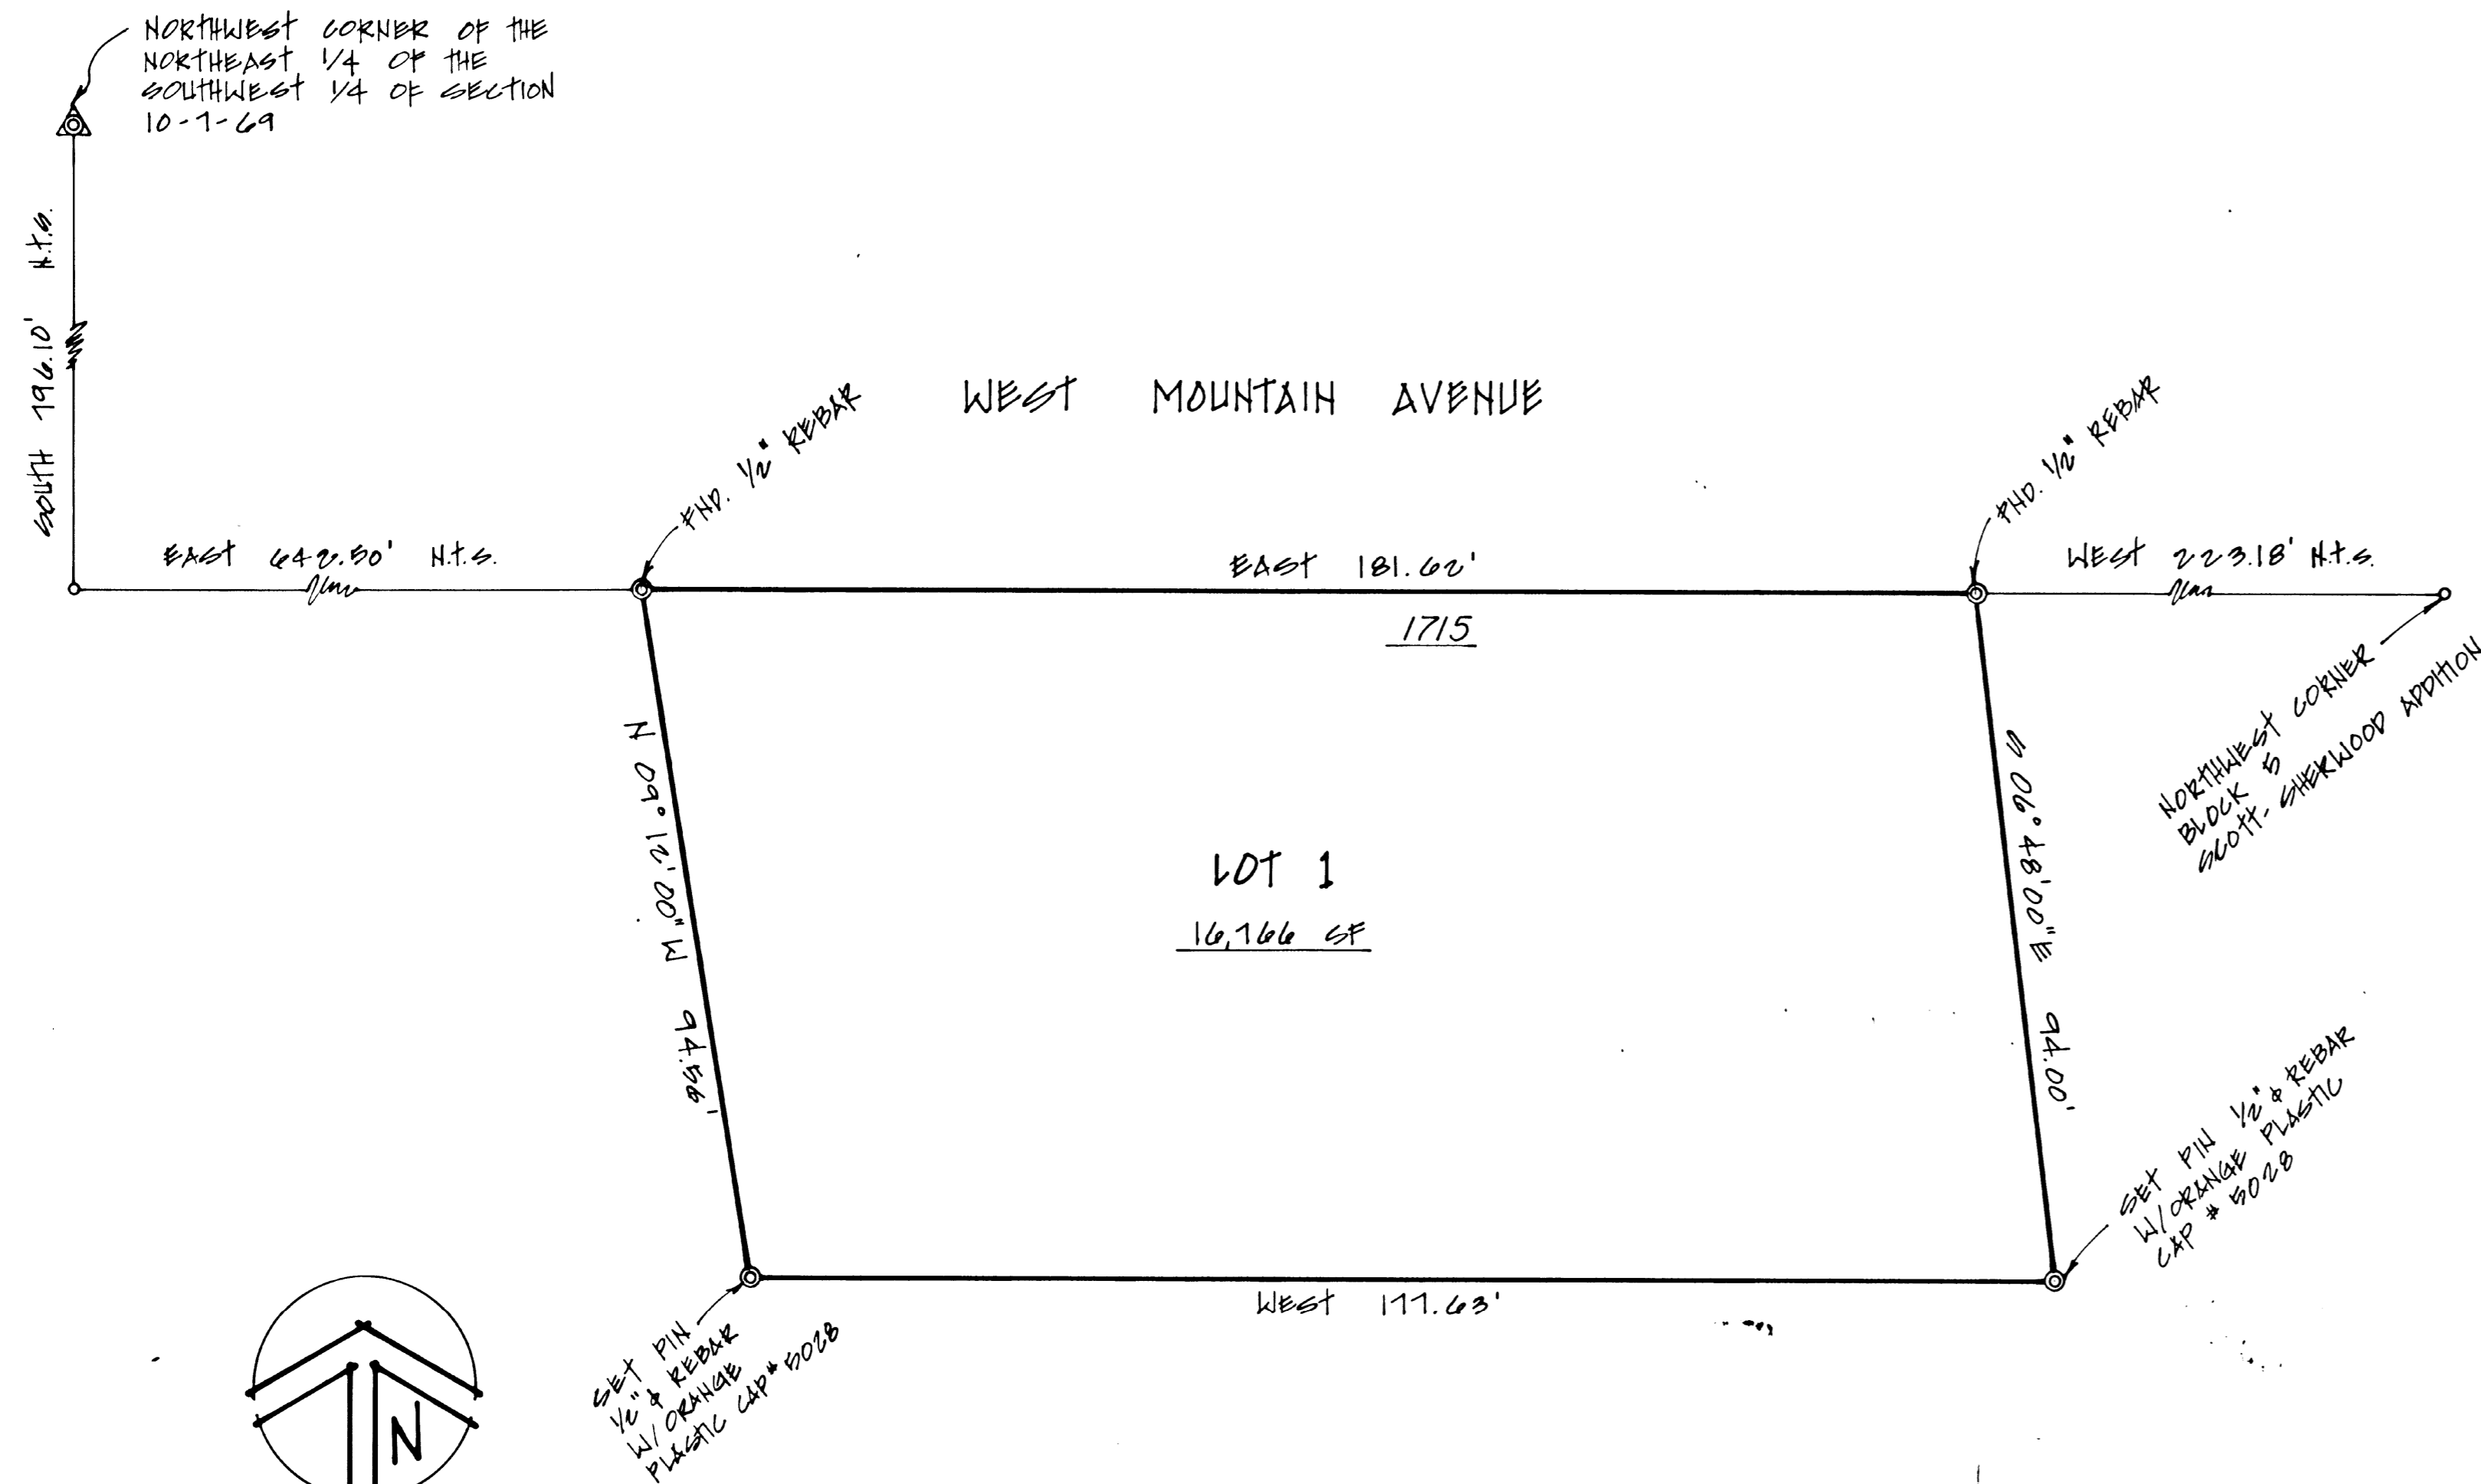 NORTHWEST CORNER OF THE
NORTHEAST 1/4 OF THE
SOUTHWEST 1/4 OF SECTION
10-7-69
SOUTH 796.10' N.T.S.
WEST MOUNTAIN AVENUE
FND. 1/2" REBAR
FND. 1/2" REBAR
EAST 642.50' N.T.S.
EAST 181.62'
WEST 223.18' N.T.S.
1715
NORTHWEST CORNER
BLOCK 5
SCOTT-SHERWOOD ADDITION
N 09°12'00"W 94.56'
S 06°48'00"E 94.00'
LOT 1
16,766 SF
SET PIN 1/2" φ REBAR
W/ORANGE PLASTIC
CAP # 5028
WEST 177.63'
SET PIN
1/2" φ REBAR
W/ORANGE
PLASTIC CAP # 5028
N